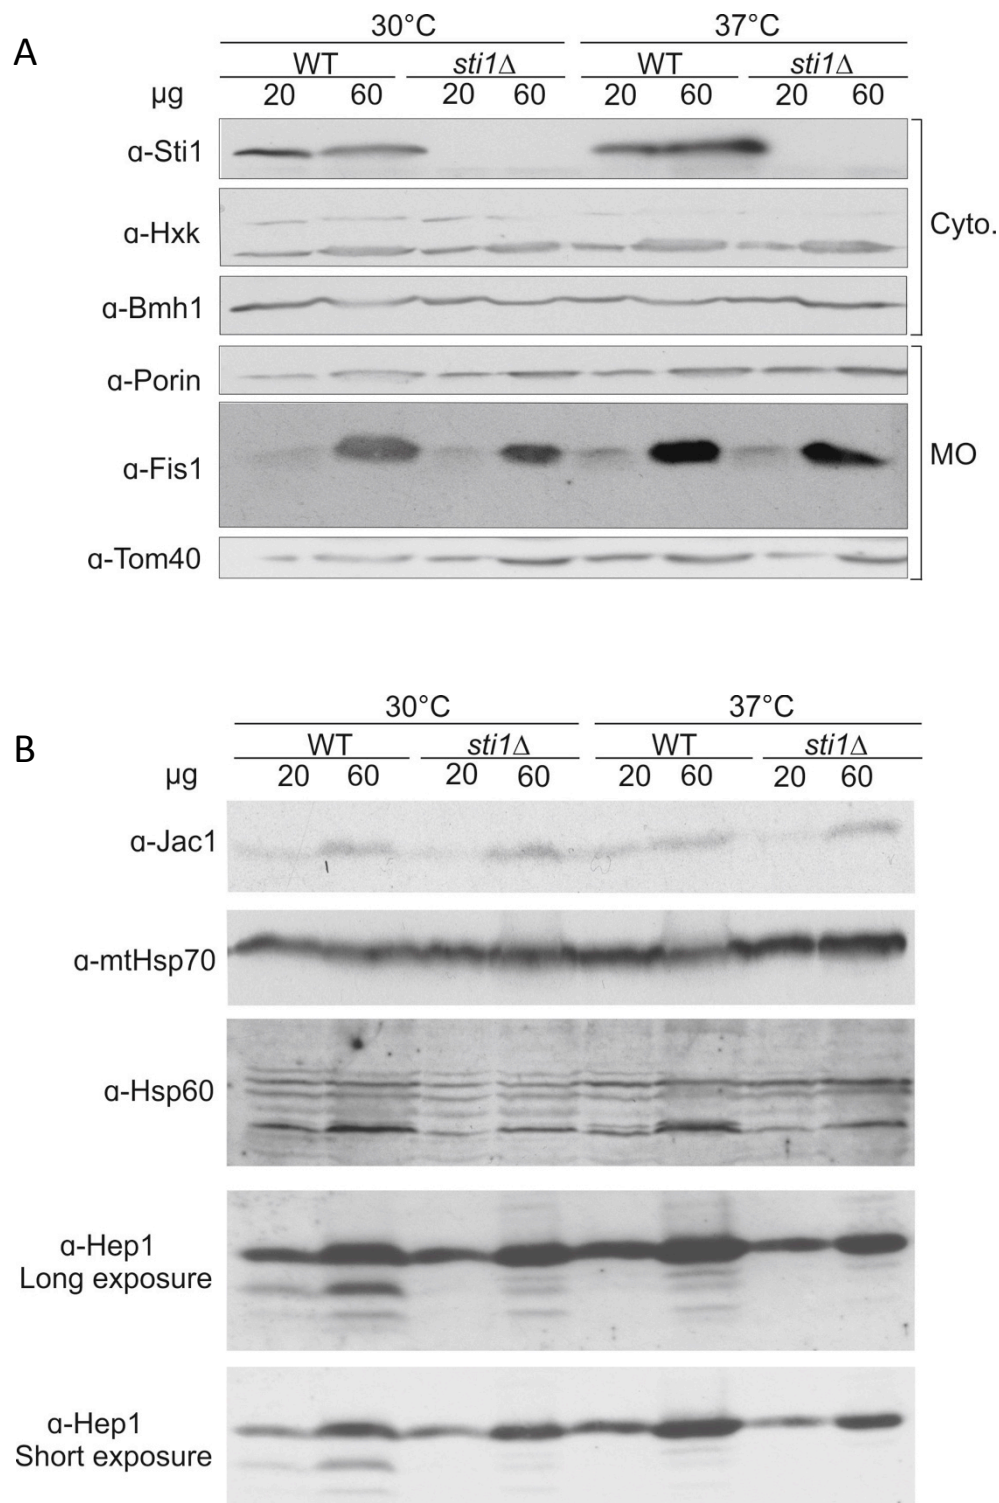 A
30°C 37°C
WT sti1Δ WT sti1Δ
µg 20 60 20 60 20 60 20 60
ɑ-Sti1
ɑ-Hxk
Cyto.
ɑ-Bmh1
ɑ-Porin
ɑ-Fis1
MO
ɑ-Tom40
B
30°C 37°C
WT sti1Δ WT sti1Δ
µg 20 60 20 60 20 60 20 60
ɑ-Jac1
ɑ-mtHsp70
ɑ-Hsp60
ɑ-Hep1
Long exposure
ɑ-Hep1
Short exposure